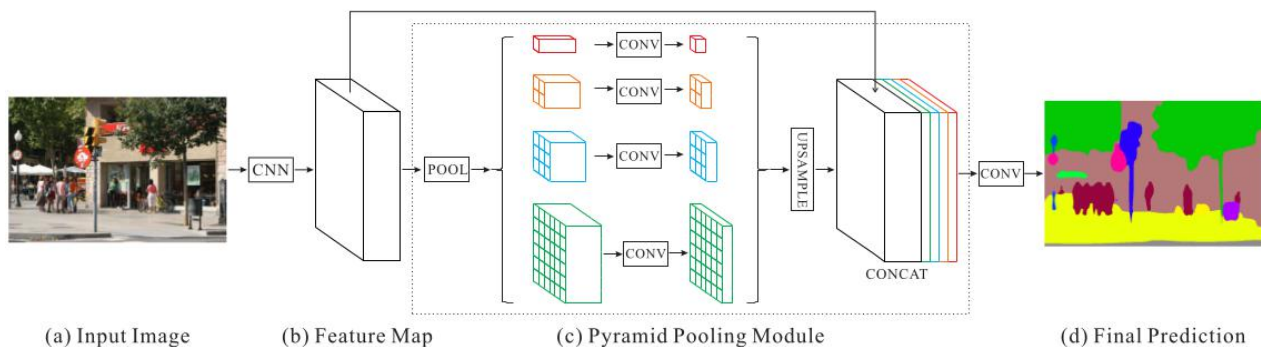 CNN
POOL
CONV
CONV
CONV
CONV
UPSAMPLE
CONCAT
CONV
(a) Input Image
(b) Feature Map
(c) Pyramid Pooling Module
(d) Final Prediction